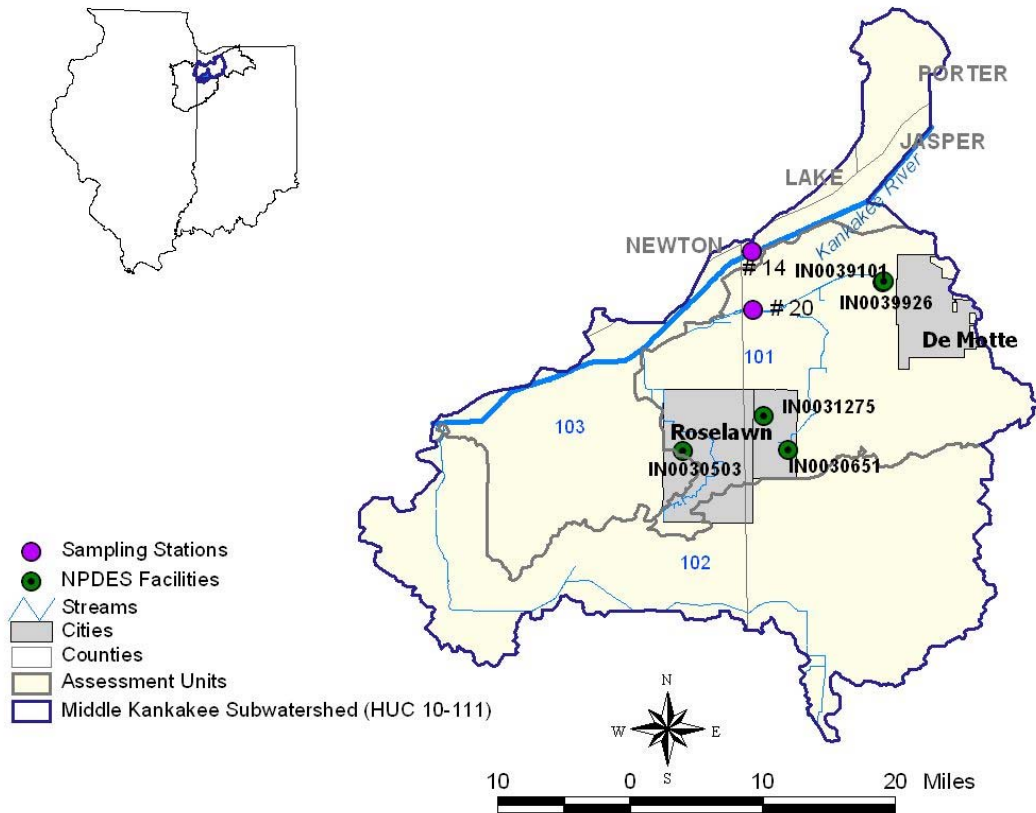 PORTER
JASPER
LAKE
Kankakee River
NEWTON
# 14
IN0039101
IN0039926
# 20
De Motte
101
IN0031275
103
Roselawn
IN0030503
IN0030651
102
Sampling Stations
NPDES Facilities
Streams
Cities
Counties
Assessment Units
Middle Kankakee Subwatershed (HUC 10-111)
N
W
E
S
10 0 10 20 Miles